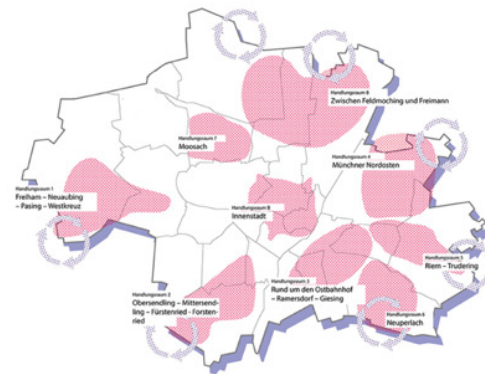 Handlungsraum 8
Zwischen Feldmoching und Freimann
Handlungsraum 7
Moosach
Handlungsraum 4
Münchner Nordosten
Handlungsraum 1
Freiham – Neuaubing
– Pasing – Westkreuz
Handlungsraum 9
Innenstadt
Handlungsraum 5
Riem – Trudering
Handlungsraum 3
Rund um den Ostbahnhof
– Ramersdorf – Giesing
Handlungsraum 2
Obersendling – Mittersend-
ling – Fürstenried - Forsten-
ried
Handlungsraum 6
Neuperlach